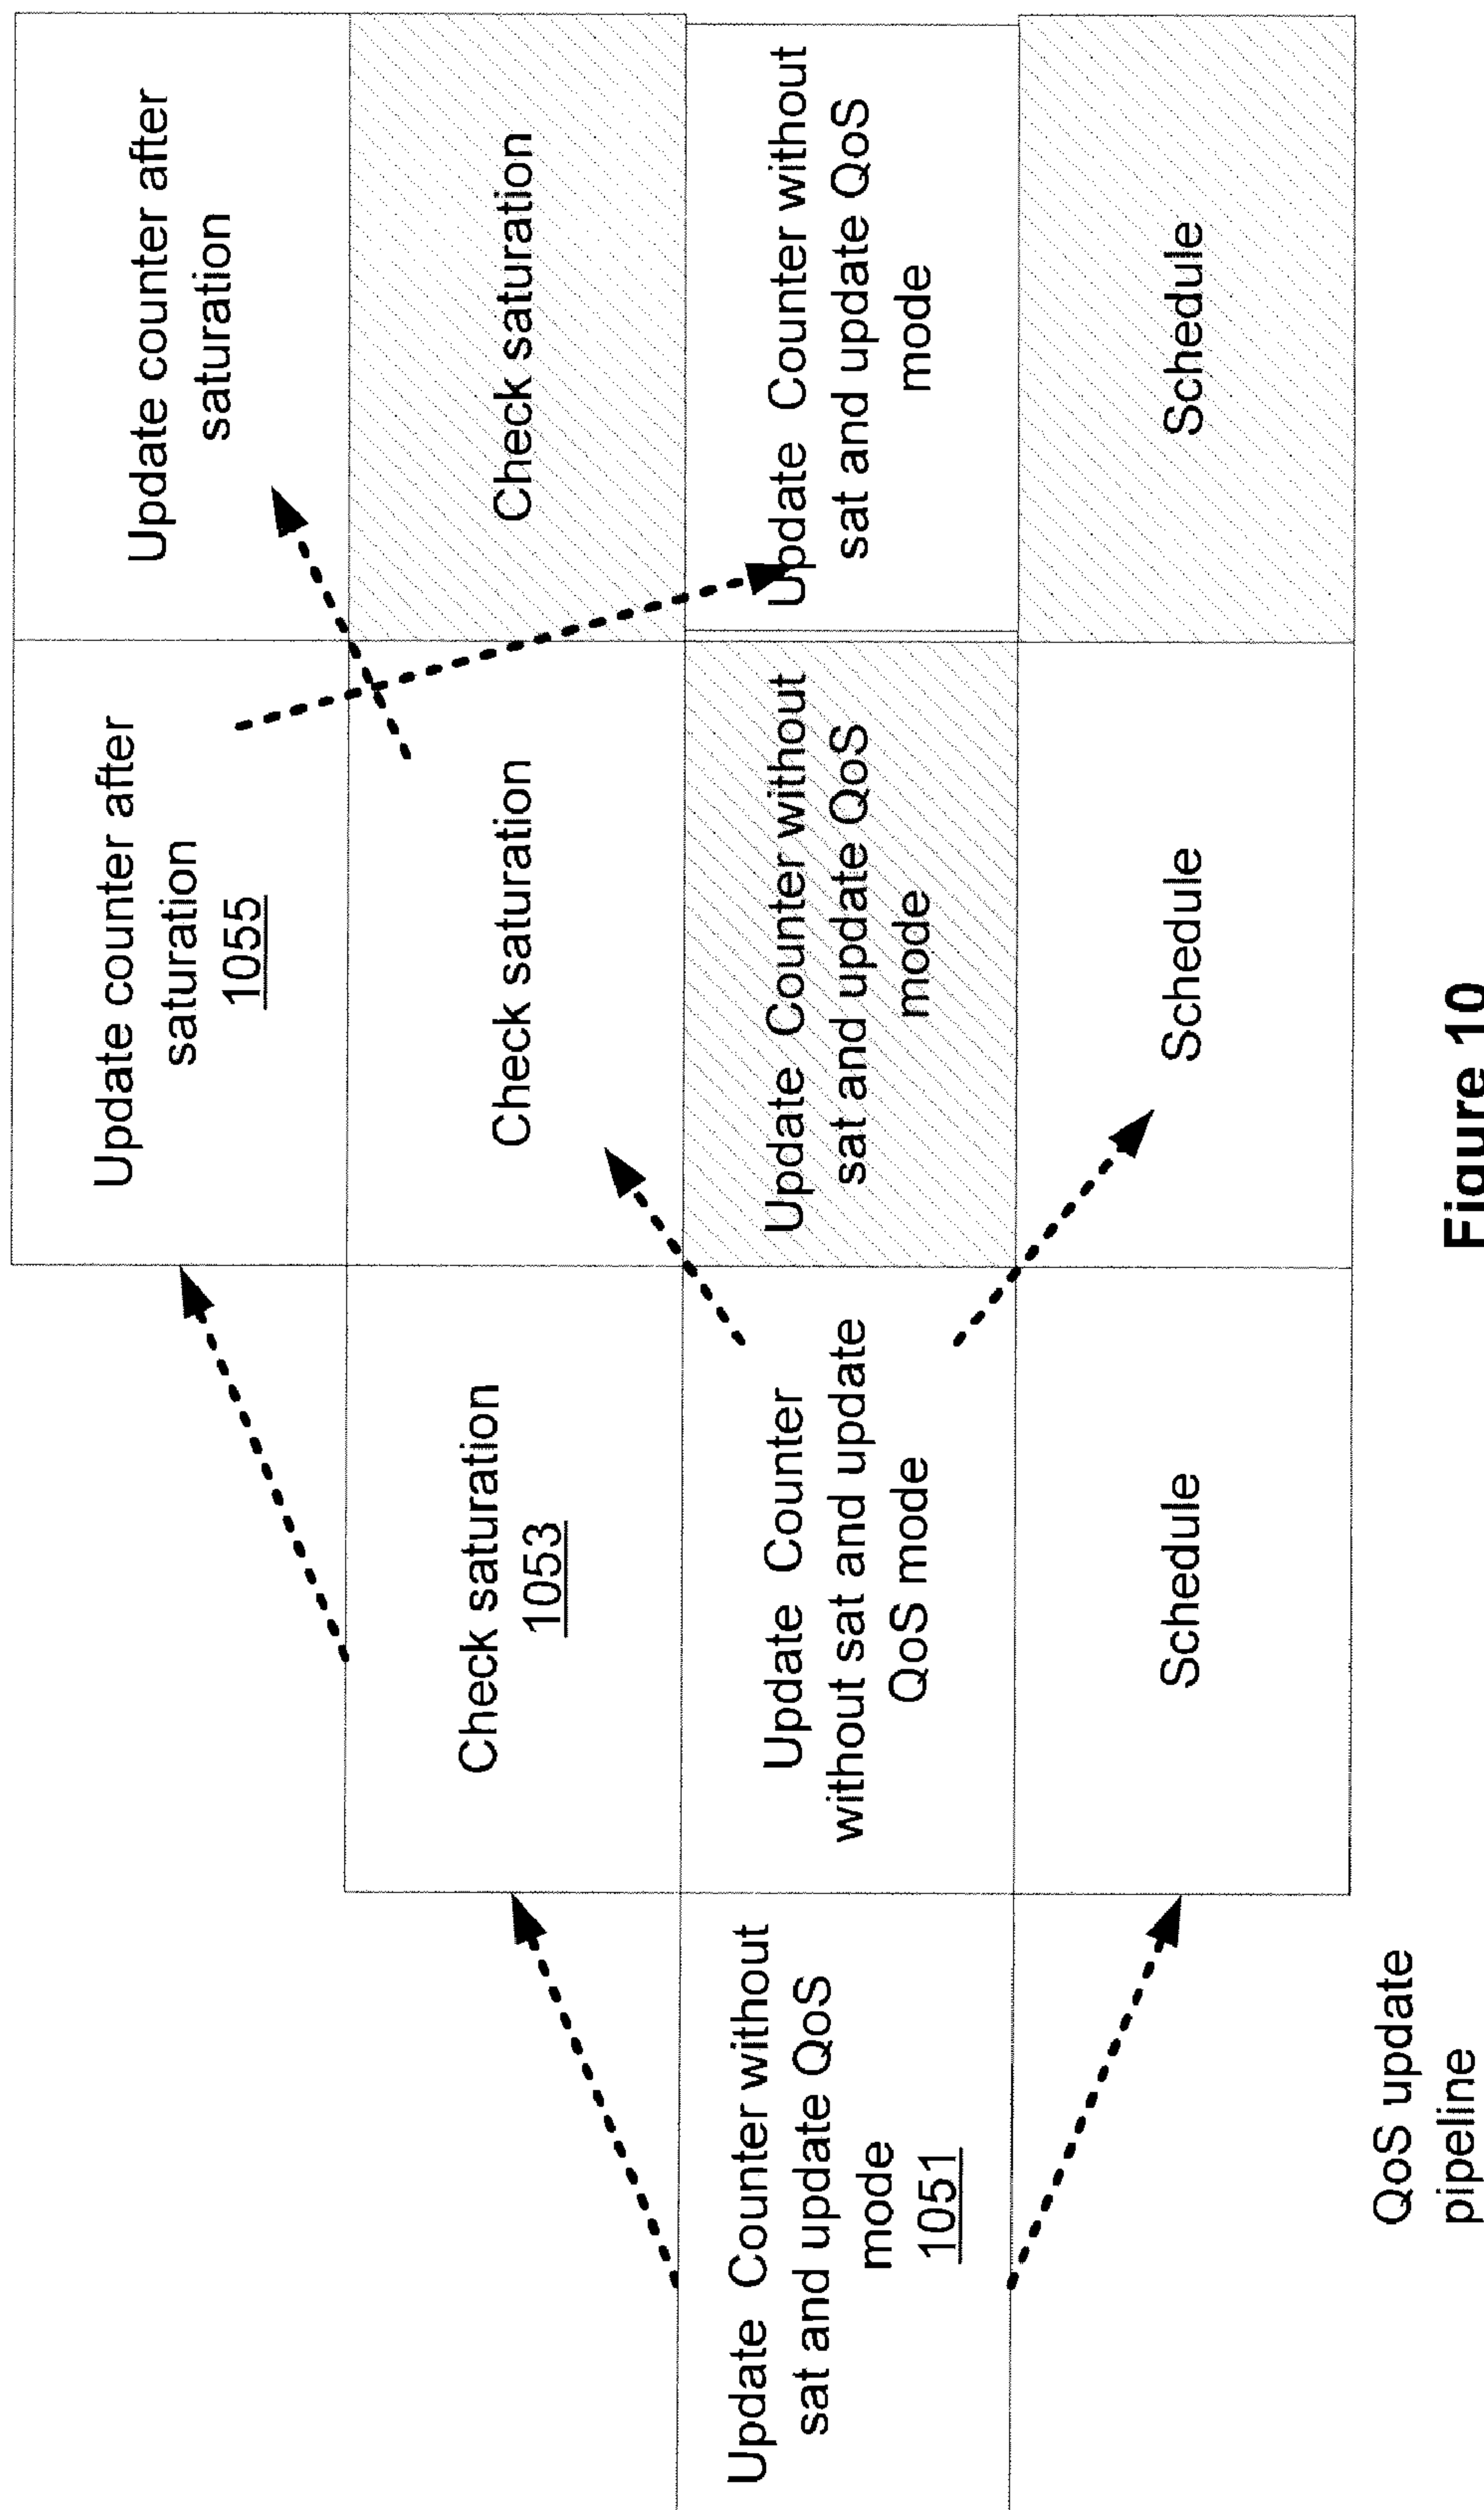 Update Counter without
sat and update QoS
mode
1051
Check saturation
1053
Update Counter
without sat and update
QoS mode
Schedule
Update counter after
saturation
1055
Check saturation
Update Counter without
sat and update QoS
mode
Schedule
Update counter after
saturation
Check saturation
Update Counter without
sat and update QoS
mode
Schedule
QoS update
pipeline
Figure 10